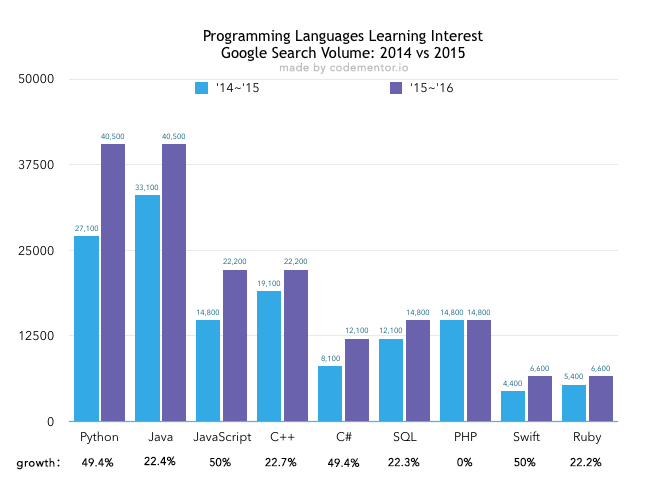 Programming Languages Learning Interest
Google Search Volume: 2014 vs 2015
made by codementor.io
50000
'14~'15 '15~'16
40,500 40,500
37500
33,100
27,100
25000
22,200 22,200
19,100
14,800 14,800 14,800 14,800
12500
12,100 12,100
8,100
6,600 6,600
4,400 5,400
0
Python Java JavaScript C++ C# SQL PHP Swift Ruby
growth: 49.4% 22.4% 50% 22.7% 49.4% 22.3% 0% 50% 22.2%